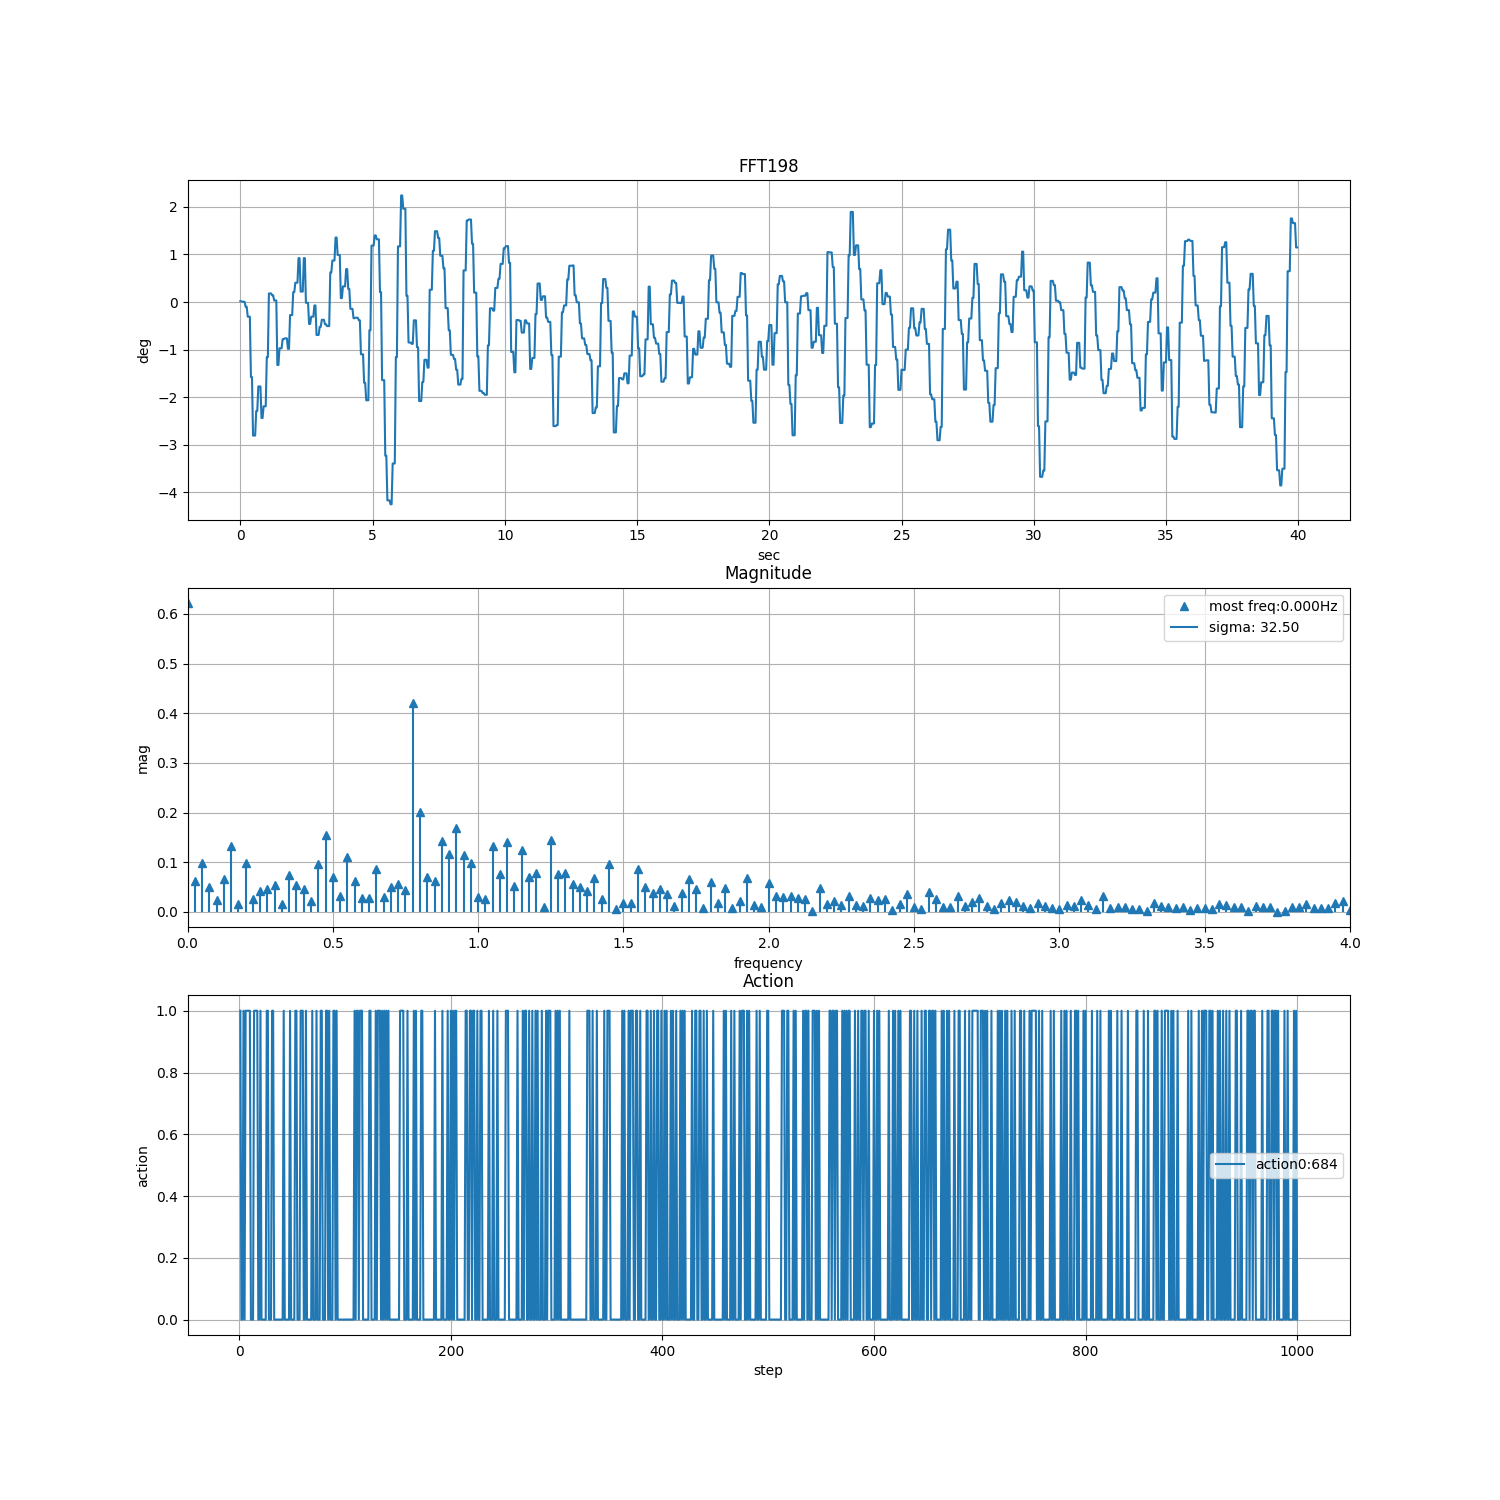 FFT198
2
1
0
−1
−2
−3
−4
deg
0 5 10 15 20 25 30 35 40
sec
Magnitude
0.6
0.5
0.4
0.3
0.2
0.1
0.0
mag
most freq:0.000Hz
sigma: 32.50
0.0 0.5 1.0 1.5 2.0 2.5 3.0 3.5 4.0
frequency
Action
1.0
0.8
0.6
0.4
0.2
0.0
action
action0:684
0 200 400 600 800 1000
step